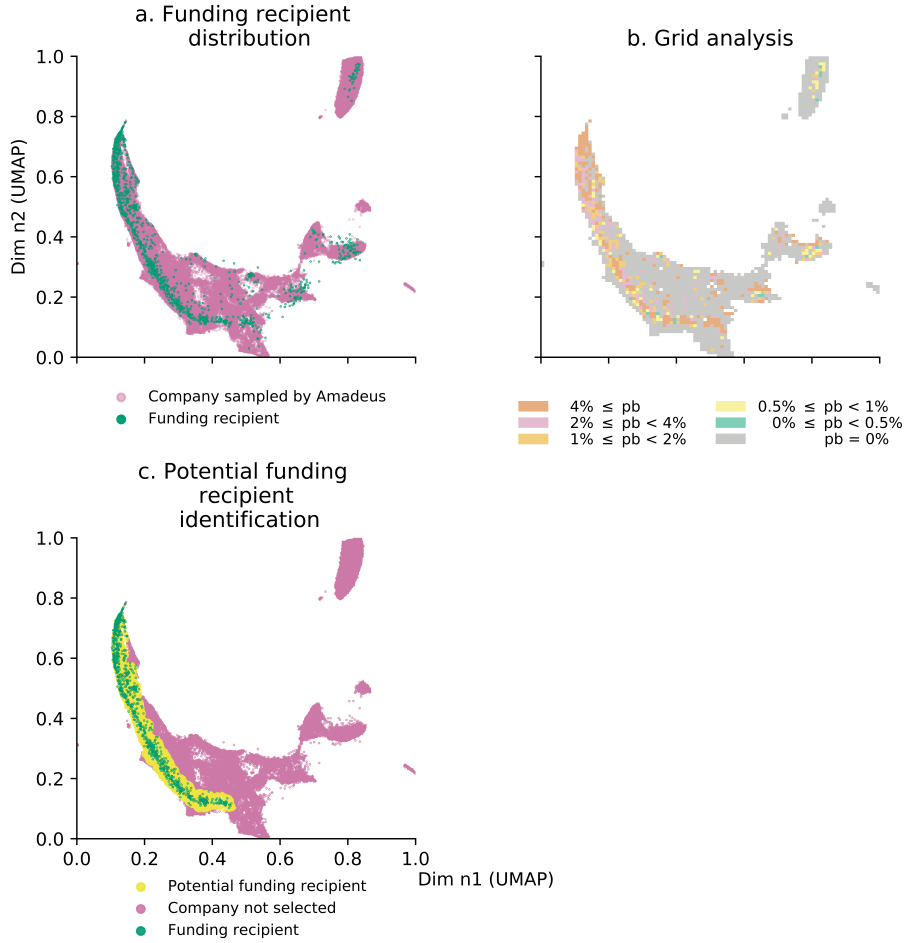 a. Funding recipient
distribution
b. Grid analysis
1.0
0.8
0.6
0.4
0.2
0.0
Dim n2 (UMAP)
Company sampled by Amadeus
Funding recipient
4% ≤ pb
2% ≤ pb < 4%
1% ≤ pb < 2%
0.5% ≤ pb < 1%
0% ≤ pb < 0.5%
pb = 0%
c. Potential funding
recipient
identification
1.0
0.8
0.6
0.4
0.2
0.0
0.0 0.2 0.4 0.6 0.8 1.0
Dim n1 (UMAP)
Potential funding recipient
Company not selected
Funding recipient